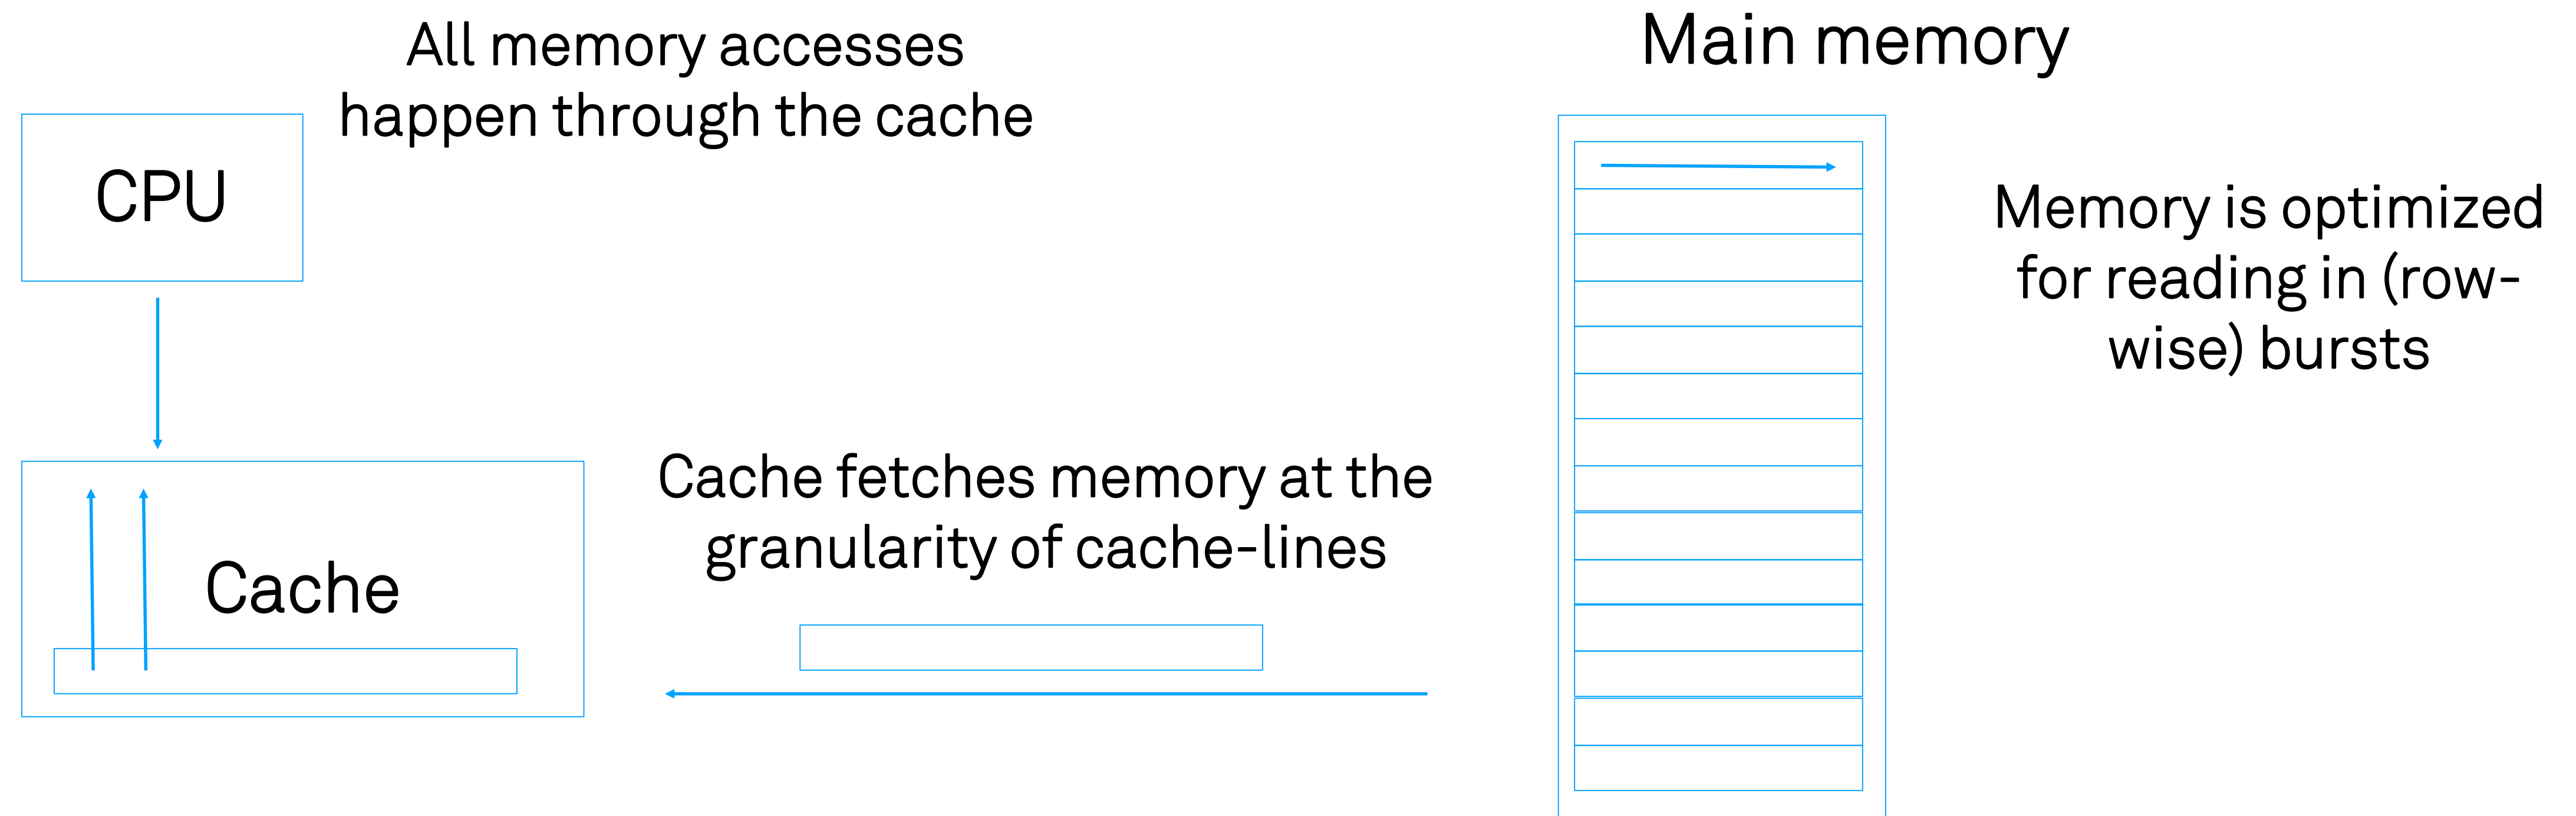 All memory accesses
happen through the cache
Main memory
CPU
Memory is optimized
for reading in (row-
wise) bursts
Cache fetches memory at the
granularity of cache-lines
Cache